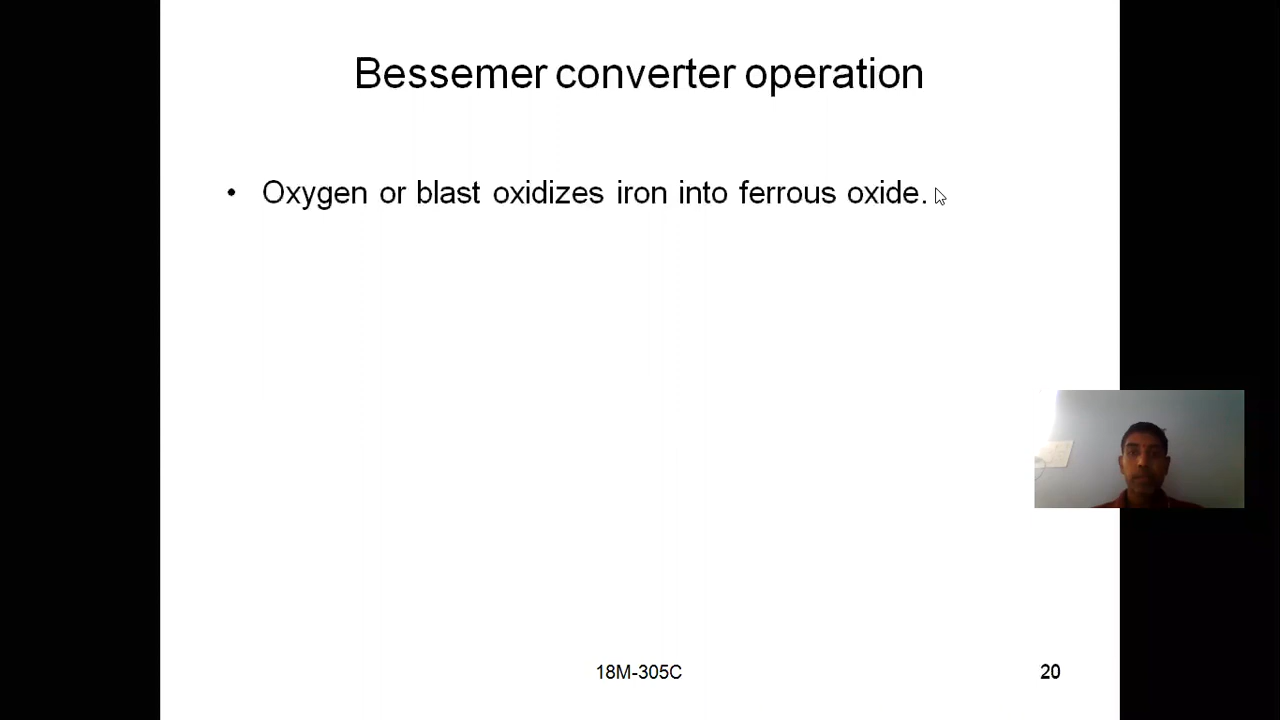 Bessemer converter operation
• Oxygen or blast oxidizes iron into ferrous oxide.
18M-305C
20